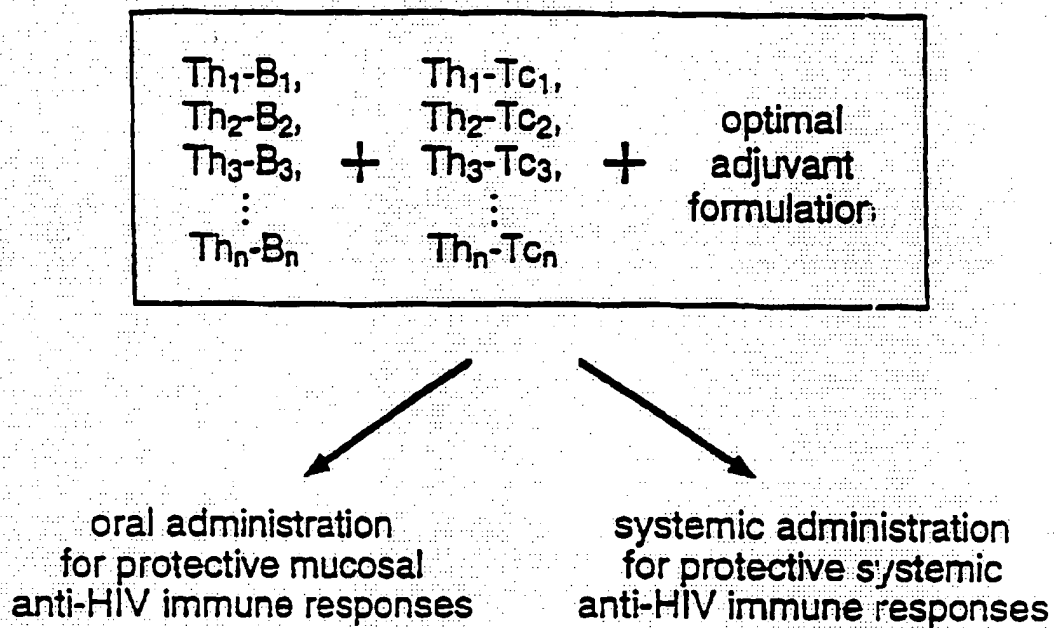 Th₁-B₁,
Th₂-B₂,
Th₃-B₃,
⋮
Thₙ-Bₙ
+
Th₁-Tc₁,
Th₂-Tc₂,
Th₃-Tc₃,
⋮
Thₙ-Tcₙ
+
optimal
adjuvant
formulation
oral administration
for protective mucosal
anti-HIV immune responses
systemic administration
for protective systemic
anti-HIV immune responses